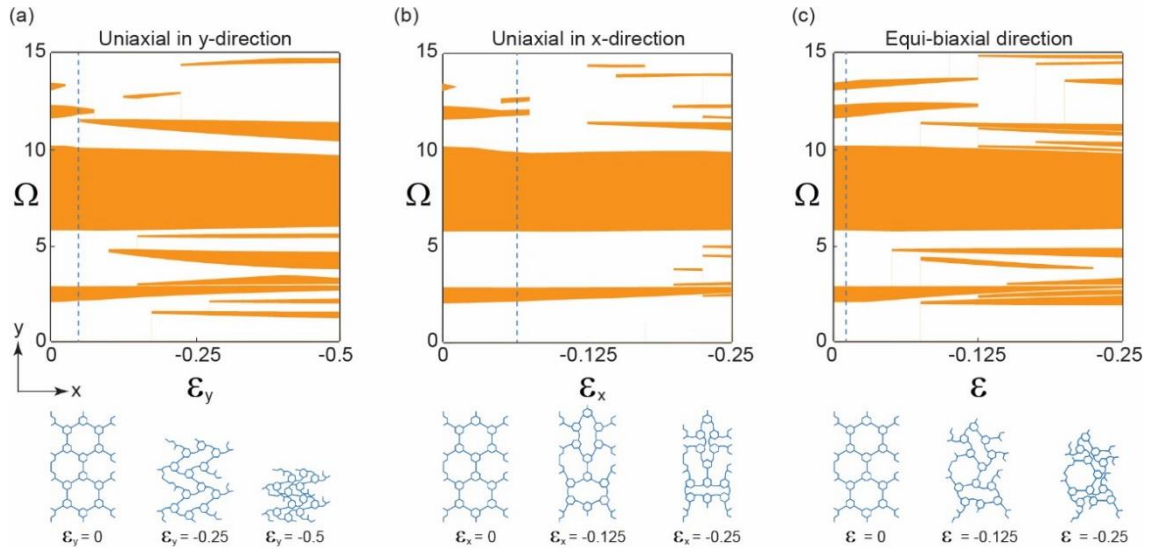 (a)
Uniaxial in y-direction
15
10
Ω
5
0
y
x
0
-0.25
-0.5
εy
εy = 0
εy = -0.25
εy = -0.5
(b)
Uniaxial in x-direction
15
10
Ω
5
0
0
-0.125
-0.25
εx
εx = 0
εx = -0.125
εx = -0.25
(c)
Equi-biaxial direction
15
10
Ω
5
0
0
-0.125
-0.25
ε
ε = 0
ε = -0.125
ε = -0.25